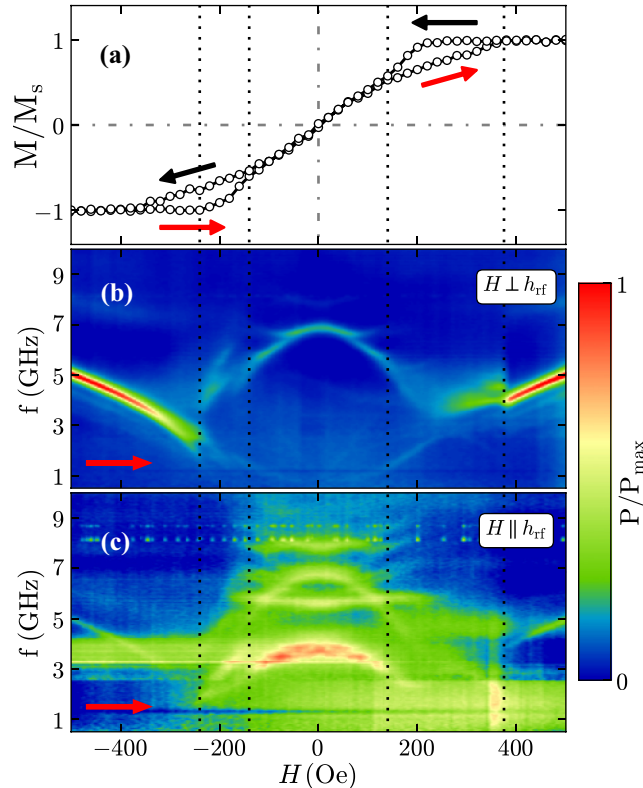 (a)
M/M_s
1
0
−1
(b)
H ⊥ h_rf
f (GHz)
9
7
5
3
1
(c)
H ∥ h_rf
f (GHz)
9
7
5
3
1
−400 −200 0 200 400
H (Oe)
1
P/P_max
0